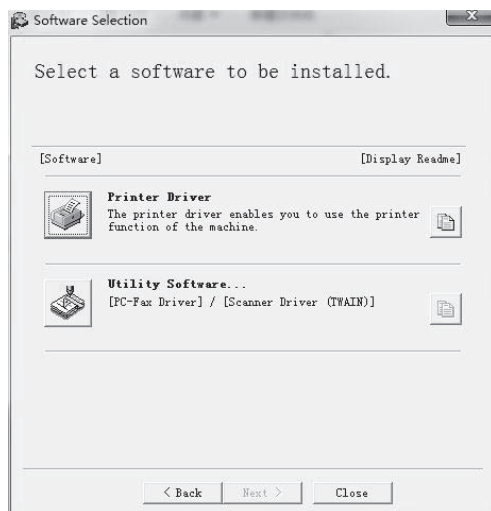 Software Selection
Select a software to be installed.
[Software] [Display Readme]
Printer Driver
The printer driver enables you to use the printer
function of the machine.
Utility Software...
[PC-Fax Driver] / [Scanner Driver (TWAIN)]
< Back Next > Close